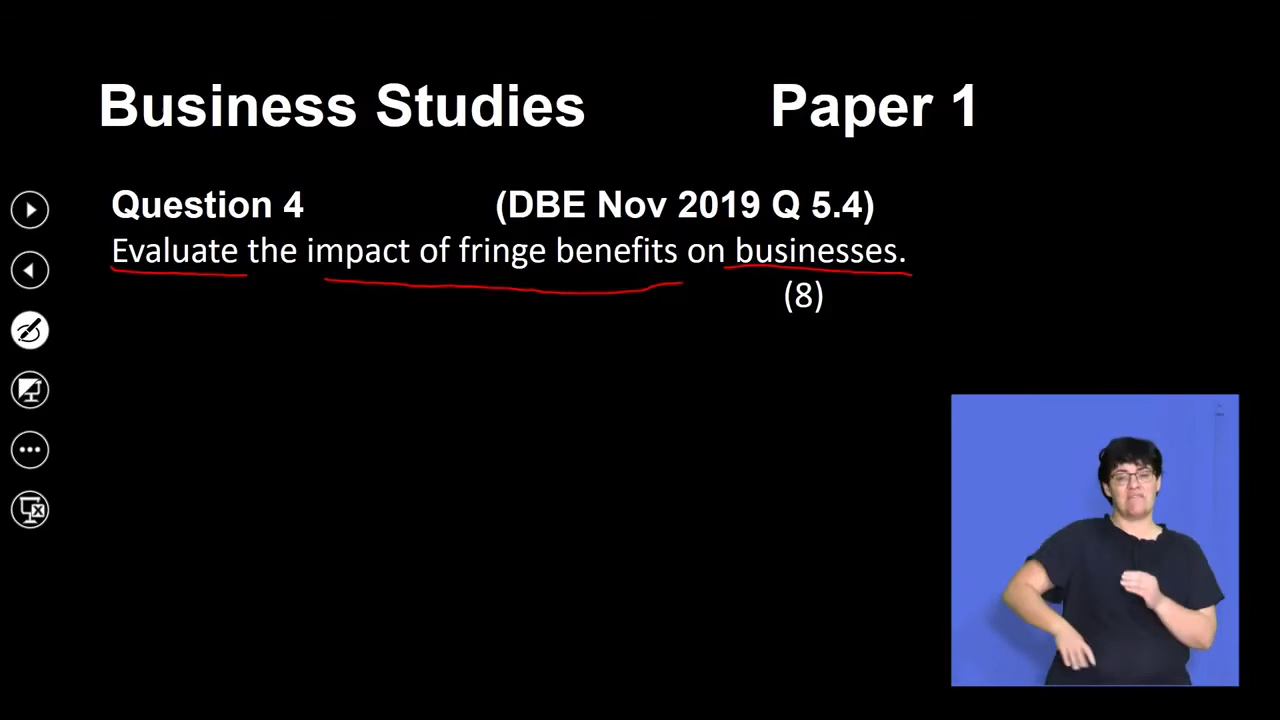 Business Studies Paper 1
Question 4 (DBE Nov 2019 Q 5.4)
Evaluate the impact of fringe benefits on businesses.
(8)